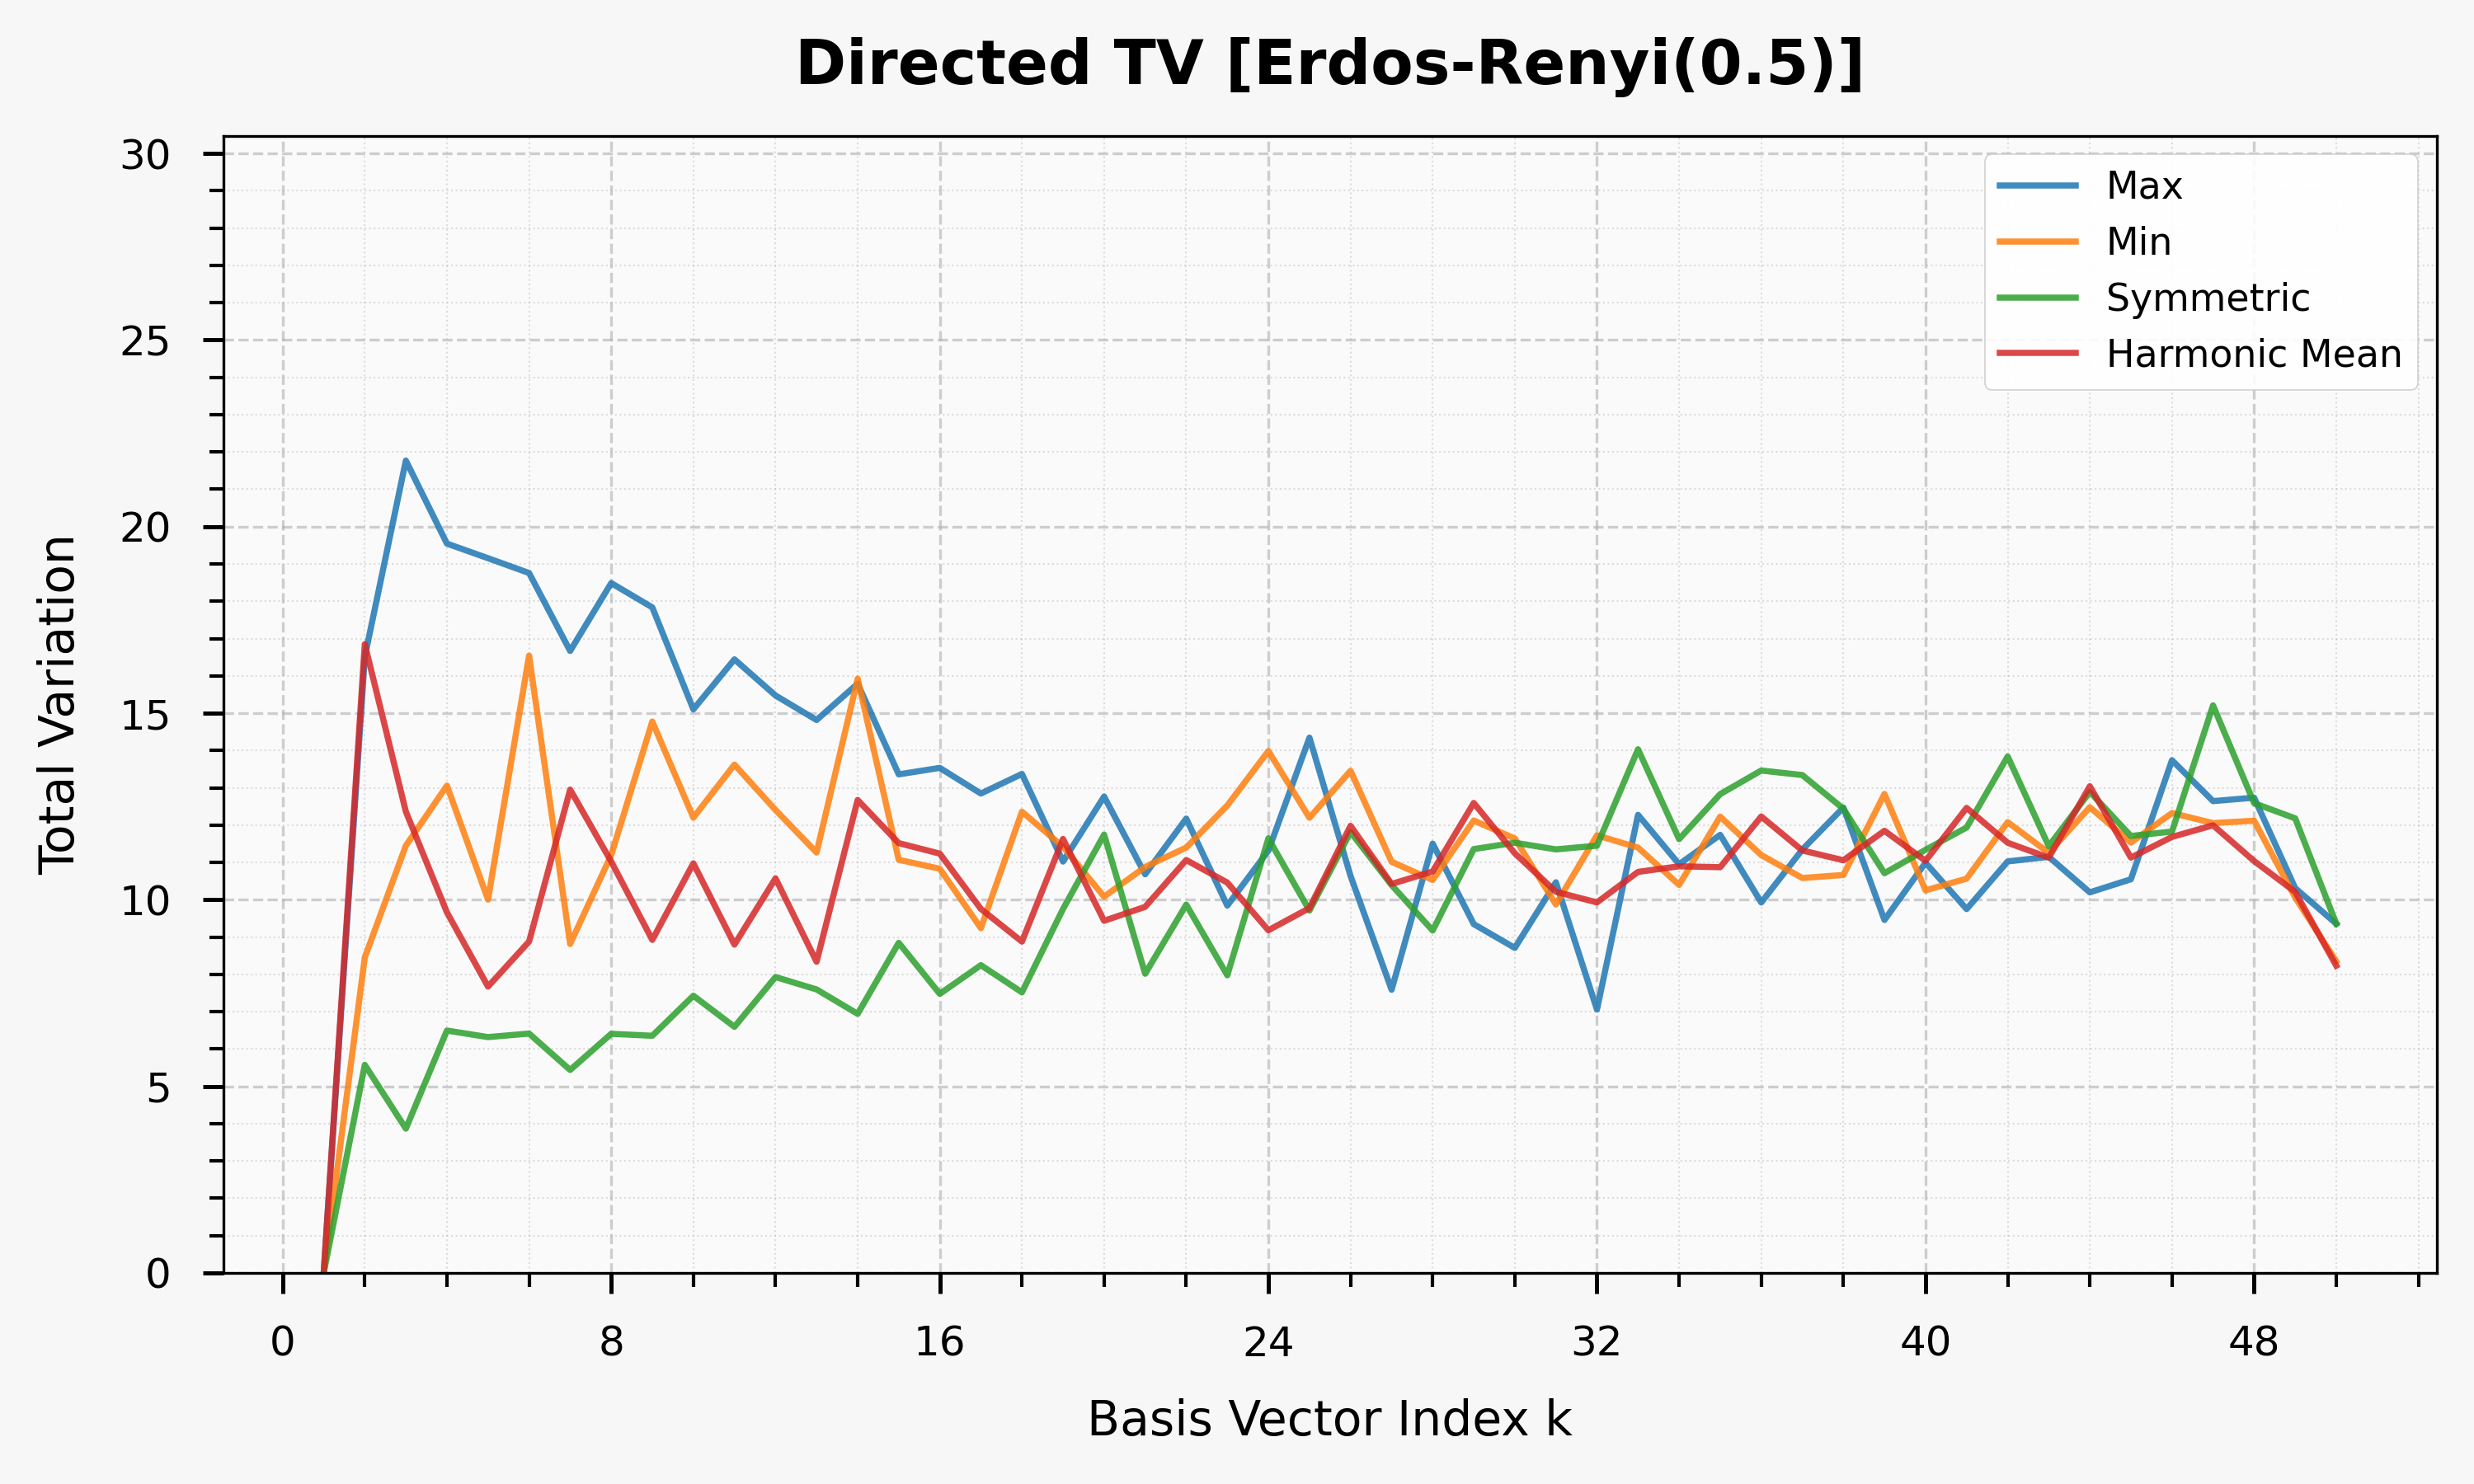 Directed TV [Erdos-Renyi(0.5)]
30
25
20
15
10
5
0
Total Variation
Max
Min
Symmetric
Harmonic Mean
0 8 16 24 32 40 48
Basis Vector Index k